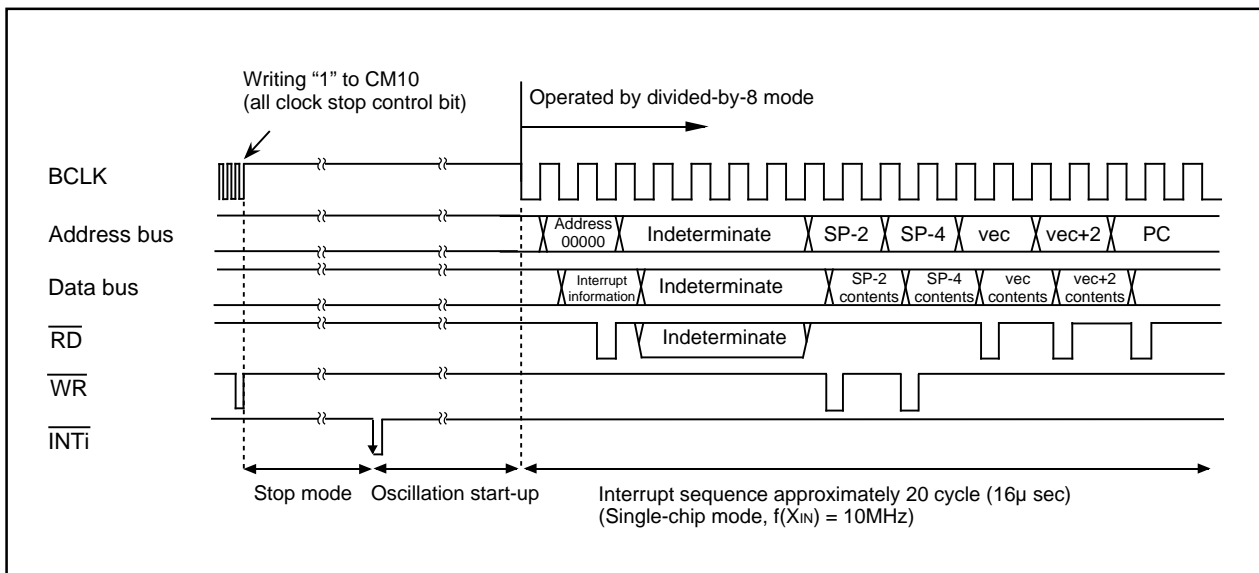 Writing “1” to CM10
(all clock stop control bit)
Operated by divided-by-8 mode
BCLK
Address bus
Address
00000
Indeterminate
SP-2
SP-4
vec
vec+2
PC
Data bus
Interrupt
information
Indeterminate
SP-2
contents
SP-4
contents
vec
contents
vec+2
contents
RD
Indeterminate
WR
INTi
Stop mode
Oscillation start-up
Interrupt sequence approximately 20 cycle (16μ sec)
(Single-chip mode, f(XIN) = 10MHz)